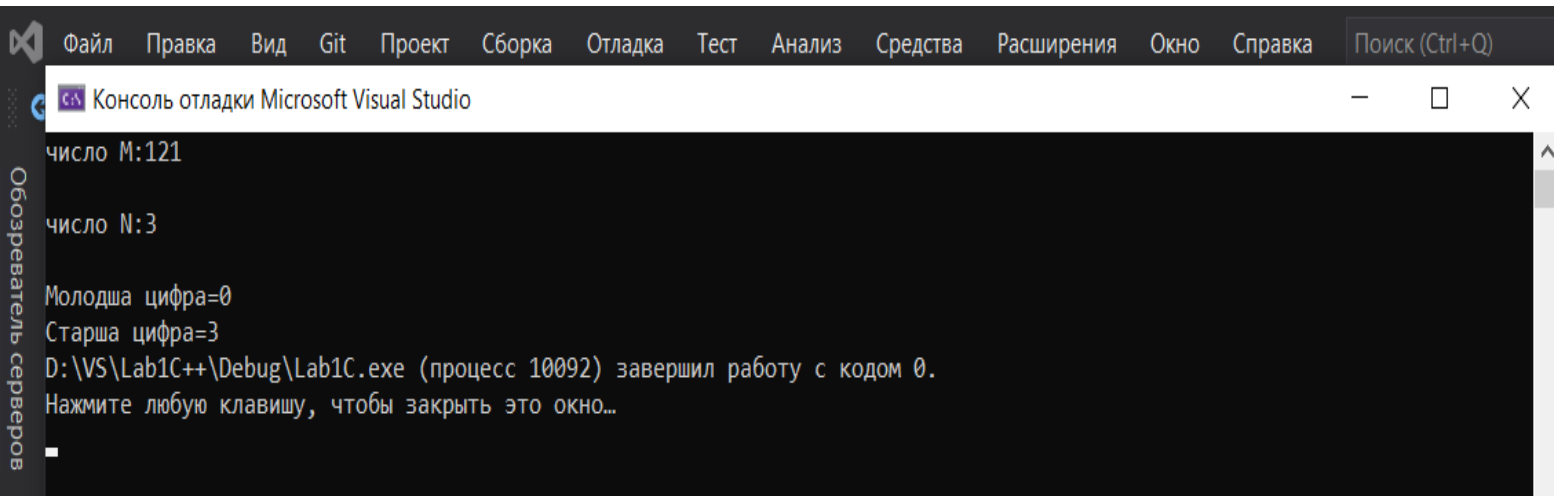 Файл Правка Вид Git Проект Сборка Отладка Тест Анализ Средства Расширения Окно Справка Поиск (Ctrl+Q)
Консоль отладки Microsoft Visual Studio
Обозреватель серверов
число M:121
число N:3
Молодша цифра=0
Старша цифра=3
D:\VS\Lab1C++\Debug\Lab1C.exe (процесс 10092) завершил работу с кодом 0.
Нажмите любую клавишу, чтобы закрыть это окно…